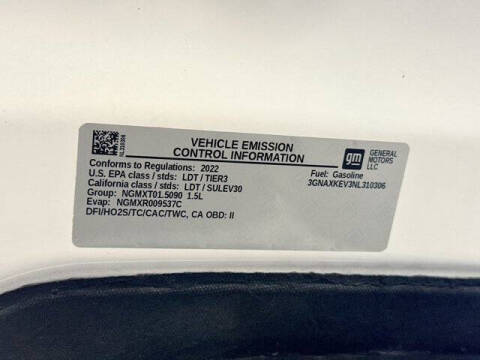 NL310306
VEHICLE EMISSION
CONTROL INFORMATION
gm
GENERAL
MOTORS
LLC
Conforms to Regulations: 2022
Fuel: Gasoline
U.S. EPA class / stds: LDT / TIER3
3GNAXKEV3NL310306
California class / stds: LDT / SULEV30
Group: NGMXT01.5090 1.5L
Evap: NGMXR009537C
DFI/HO2S/TC/CAC/TWC, CA OBD: II